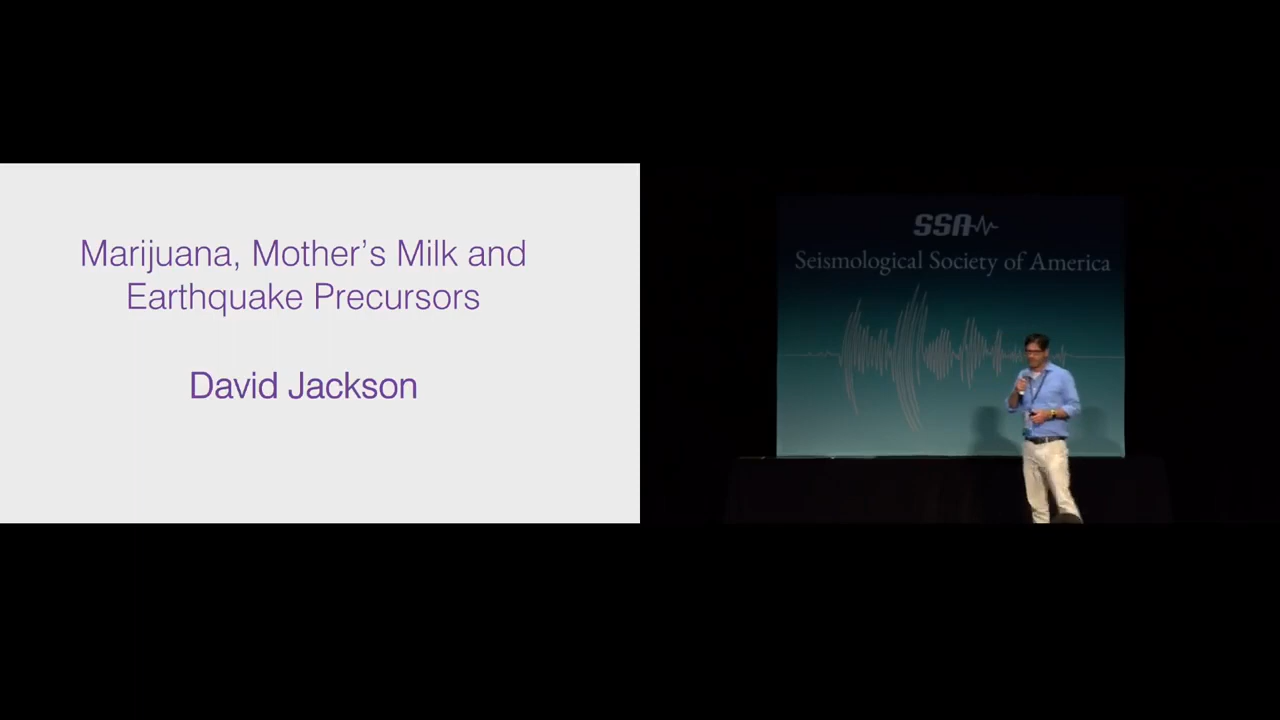 Marijuana, Mother's Milk and
Earthquake Precursors
David Jackson
SSA
Seismological Society of America